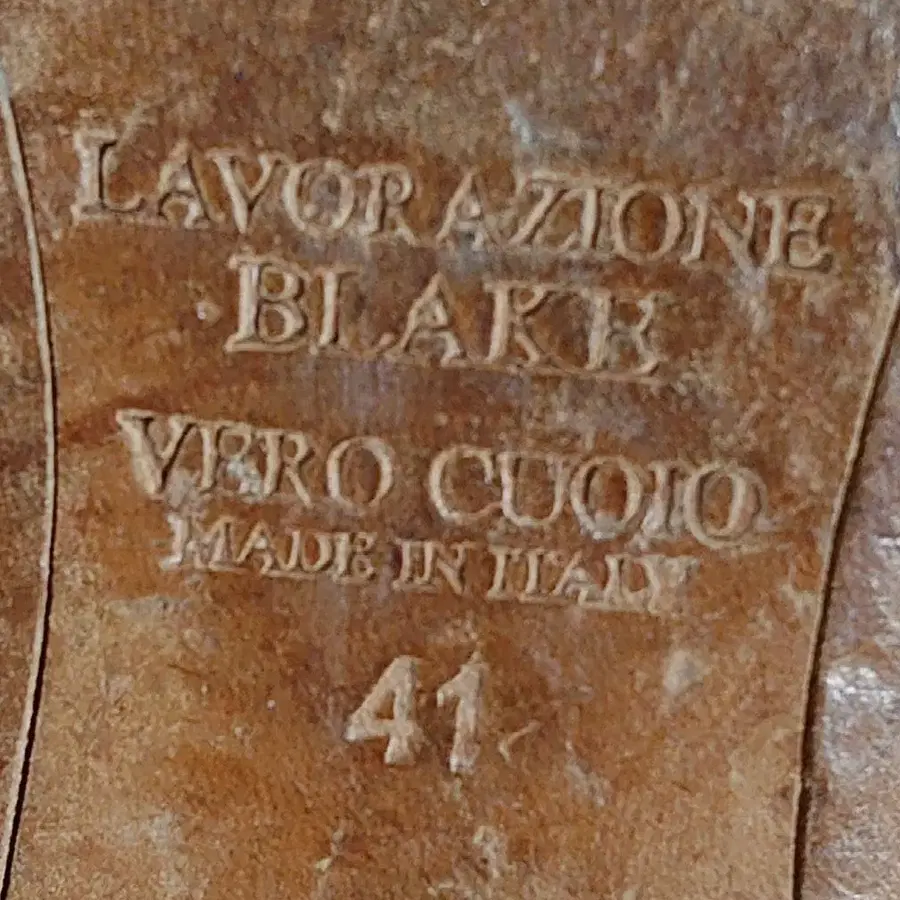 LAVORAZIONE
BLAKE
VERO CUOIO
MADE IN ITALY
41